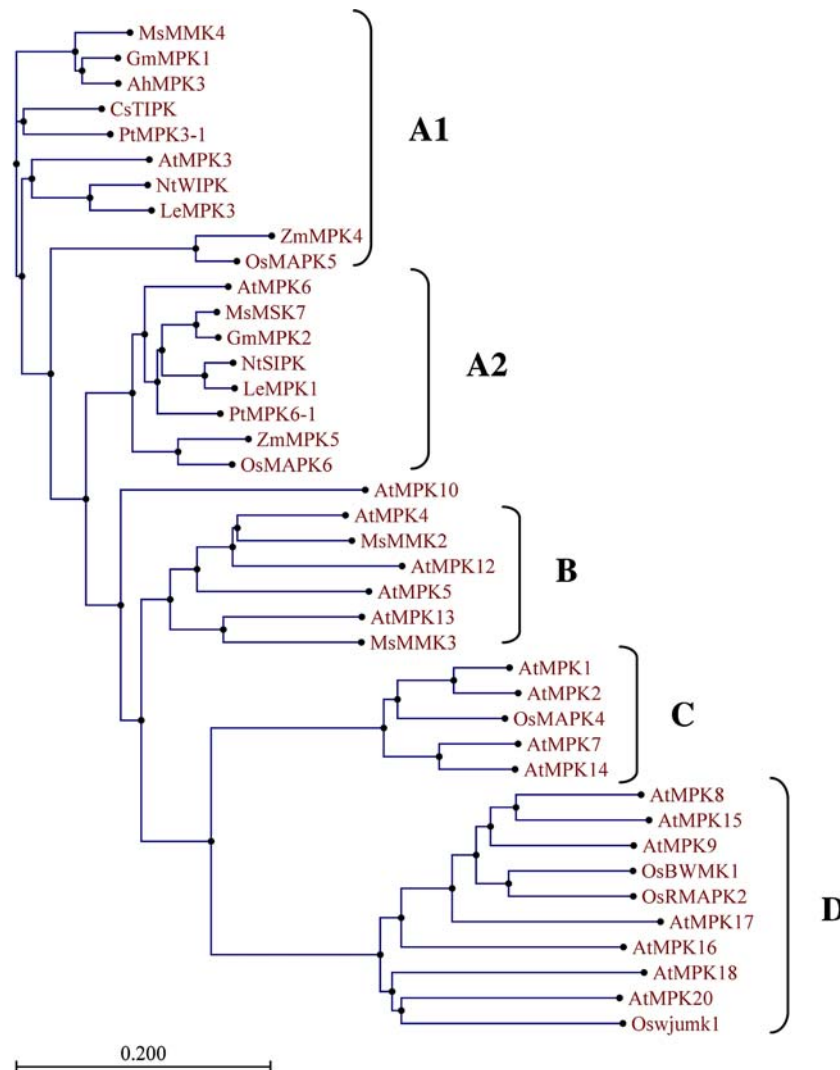 MsMMK4
GmMPK1
AhMPK3
CsTIPK
A1
PtMPK3-1
AtMPK3
NtWIPK
LeMPK3
ZmMPK4
OsMAPK5
AtMPK6
MsMSK7
GmMPK2
NtSIPK
A2
LeMPK1
PtMPK6-1
ZmMPK5
OsMAPK6
AtMPK10
AtMPK4
MsMMK2
AtMPK12
B
AtMPK5
AtMPK13
MsMMK3
AtMPK1
AtMPK2
OsMAPK4
C
AtMPK7
AtMPK14
AtMPK8
AtMPK15
AtMPK9
OsBWMK1
OsRMAPK2
D
AtMPK17
AtMPK16
AtMPK18
AtMPK20
Oswjumk1
0.200